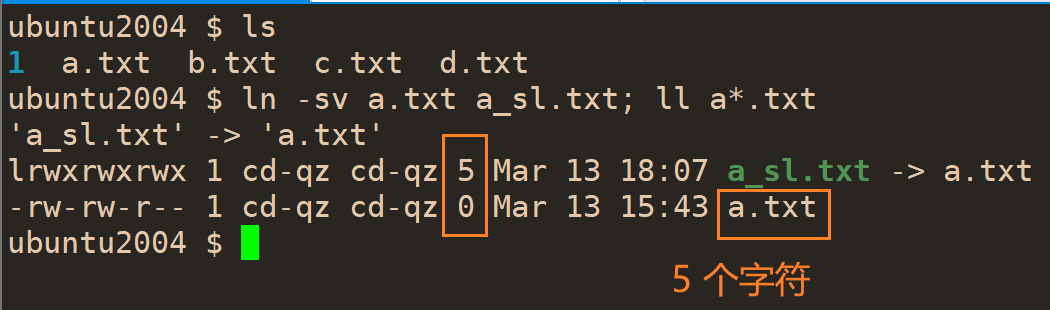 ubuntu2004 $ ls
1  a.txt  b.txt  c.txt  d.txt
ubuntu2004 $ ln -sv a.txt a_sl.txt; ll a*.txt
'a_sl.txt' -> 'a.txt'
lrwxrwxrwx 1 cd-qz cd-qz 5 Mar 13 18:07 a_sl.txt -> a.txt
-rw-rw-r-- 1 cd-qz cd-qz 0 Mar 13 15:43 a.txt
ubuntu2004 $
5 个字符